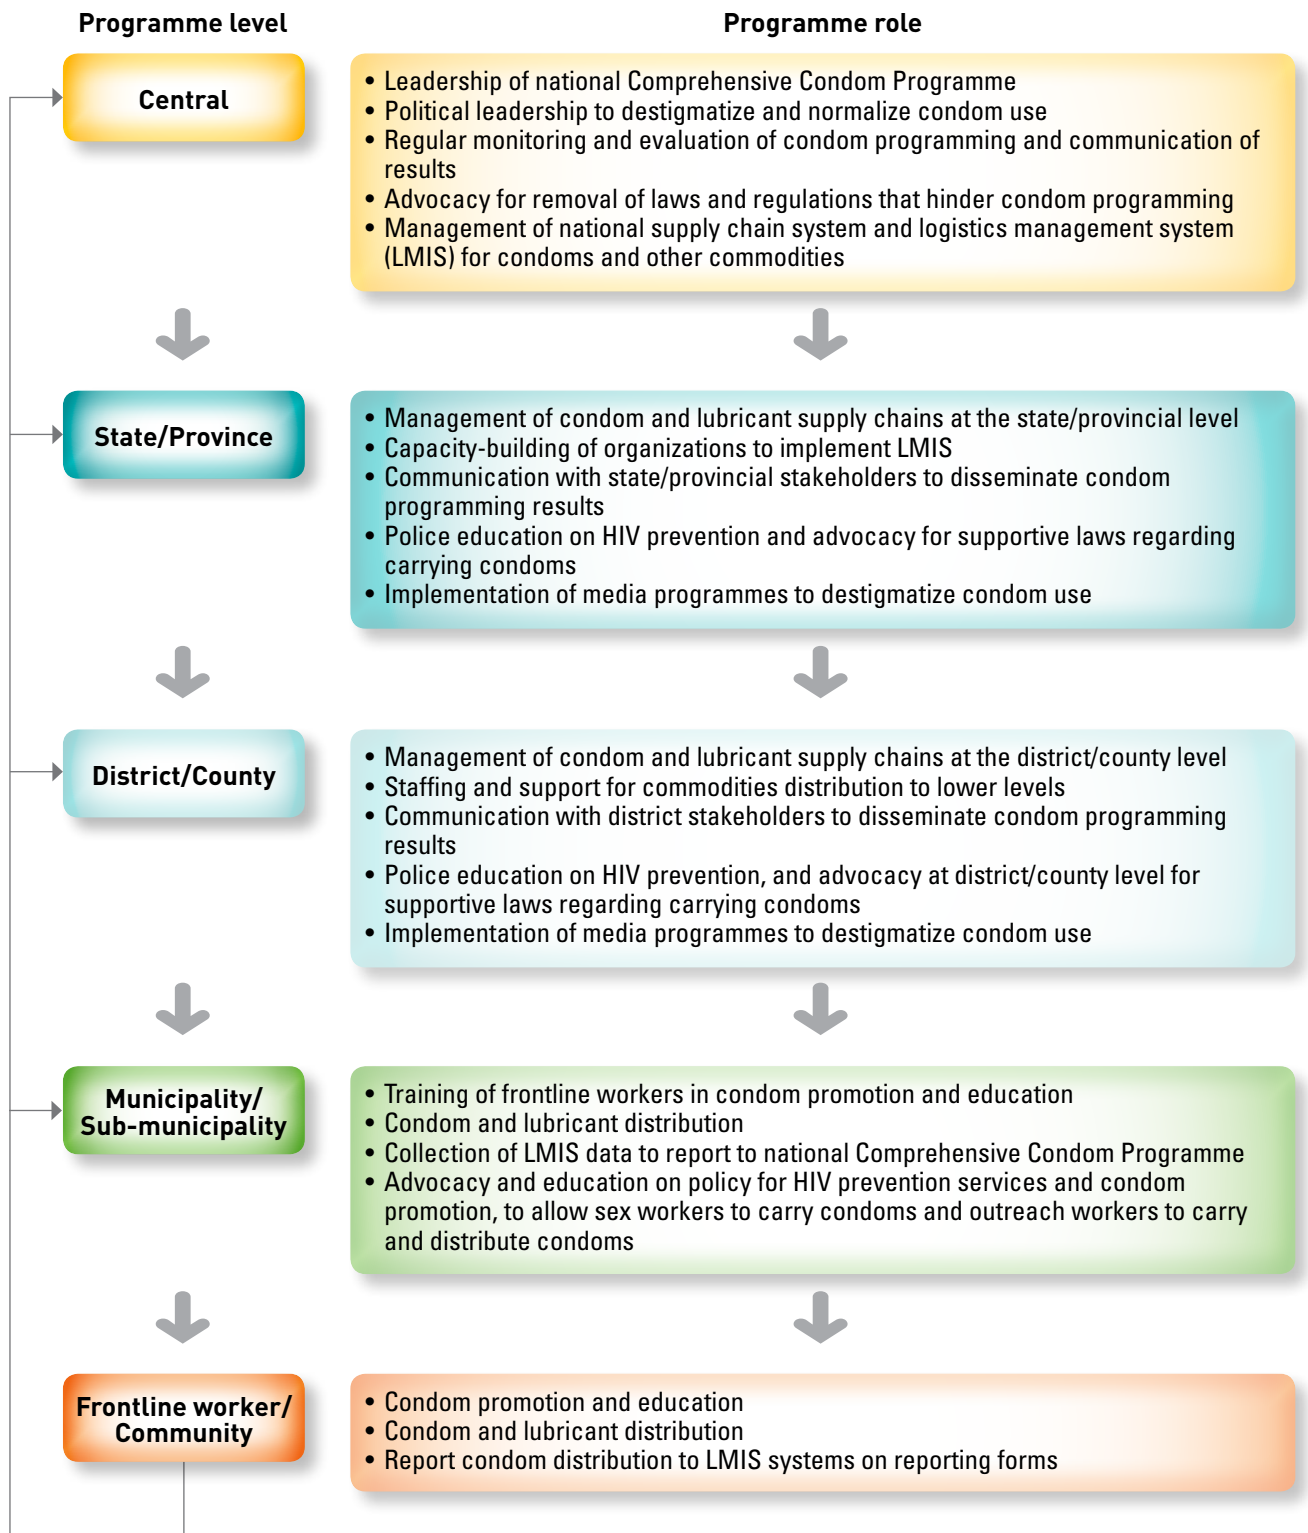 Programme level
Programme role
Central
• Leadership of national Comprehensive Condom Programme
• Political leadership to destigmatize and normalize condom use
• Regular monitoring and evaluation of condom programming and communication of
results
• Advocacy for removal of laws and regulations that hinder condom programming
• Management of national supply chain system and logistics management system
(LMIS) for condoms and other commodities
State/Province
• Management of condom and lubricant supply chains at the state/provincial level
• Capacity-building of organizations to implement LMIS
• Communication with state/provincial stakeholders to disseminate condom
programming results
• Police education on HIV prevention and advocacy for supportive laws regarding
carrying condoms
• Implementation of media programmes to destigmatize condom use
District/County
• Management of condom and lubricant supply chains at the district/county level
• Staffing and support for commodities distribution to lower levels
• Communication with district stakeholders to disseminate condom programming
results
• Police education on HIV prevention, and advocacy at district/county level for
supportive laws regarding carrying condoms
• Implementation of media programmes to destigmatize condom use
Municipality/
Sub-municipality
• Training of frontline workers in condom promotion and education
• Condom and lubricant distribution
• Collection of LMIS data to report to national Comprehensive Condom Programme
• Advocacy and education on policy for HIV prevention services and condom
promotion, to allow sex workers to carry condoms and outreach workers to carry
and distribute condoms
Frontline worker/
Community
• Condom promotion and education
• Condom and lubricant distribution
• Report condom distribution to LMIS systems on reporting forms